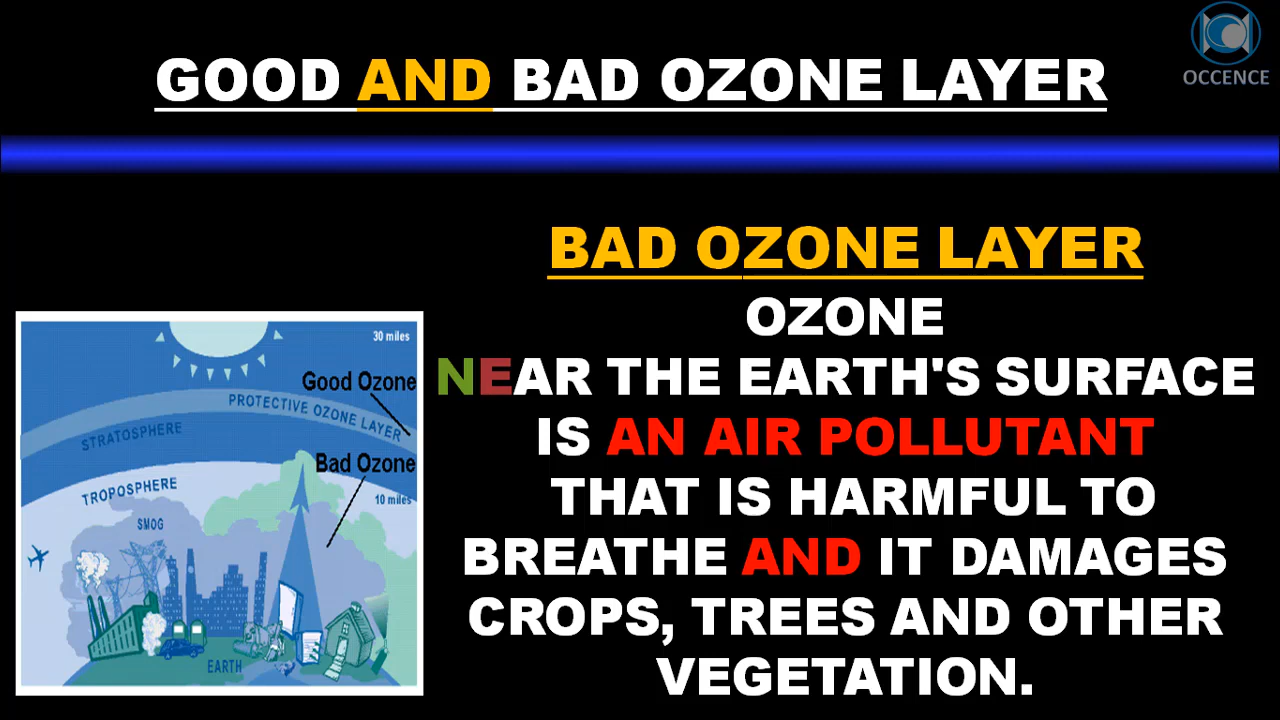 OCCENCE
GOOD AND BAD OZONE LAYER
BAD OZONE LAYER
OZONE
NEAR THE EARTH'S SURFACE
IS AN AIR POLLUTANT
THAT IS HARMFUL TO
BREATHE AND IT DAMAGES
CROPS, TREES AND OTHER
VEGETATION.
30 miles
Good Ozone
PROTECTIVE OZONE LAYER
STRATOSPHERE
Bad Ozone
TROPOSPHERE
10 miles
SMOG
EARTH